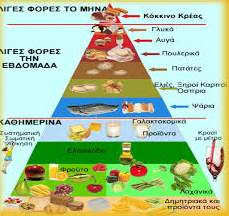 ΛΙΓΕΣ ΦΟΡΕΣ ΤΟ ΜΗΝΑ
Κόκκινο Κρέας
Γλυκά
Αυγά
ΛΙΓΕΣ ΦΟΡΕΣ
ΤΗΝ
ΕΒΔΟΜΑΔΑ
Πουλερικά
Πατάτες
Ελιές, Ξηροί Καρποί
Όσπρια
Ψάρια
ΚΑΘΗΜΕΡΙΝΑ
Γαλακτοκομικά
Προϊόντα
Συστηματική
Σωματική
Άσκηση
Κρασί
με μέτρο
Ελαιόλαδο
Φρούτα
Λαχανικά
Δημητριακά και
προϊόντα τους